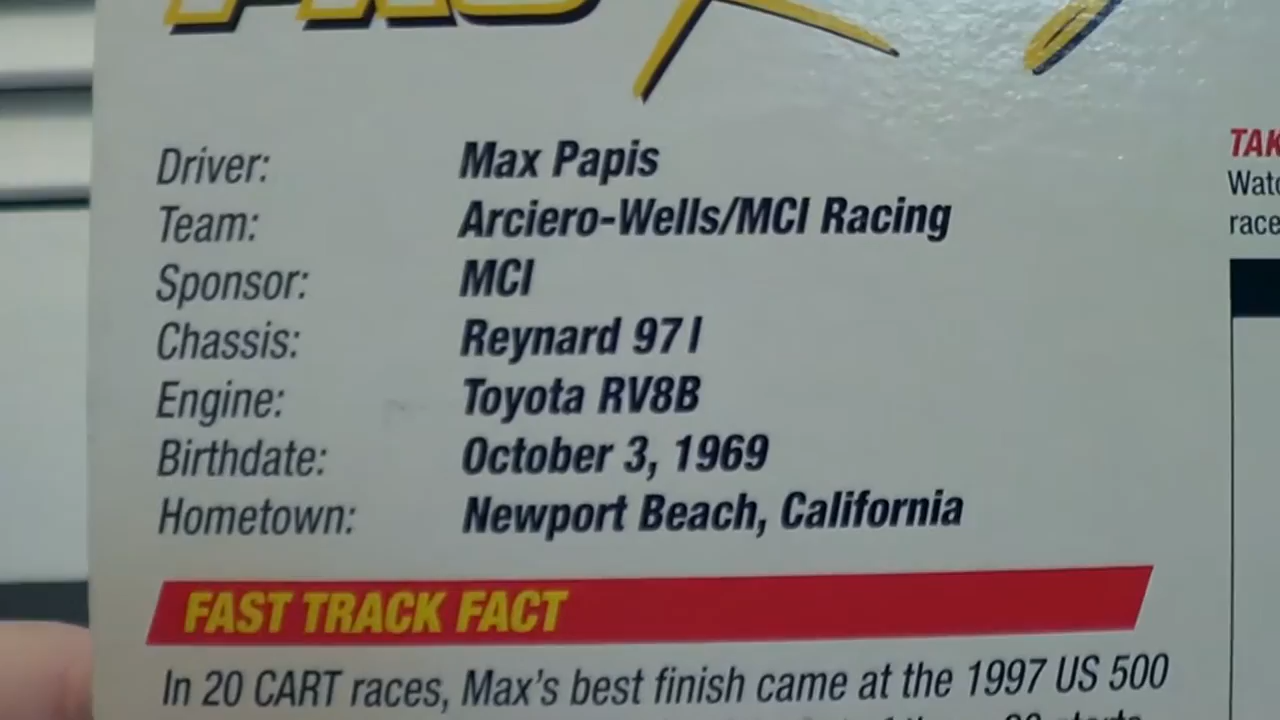 Driver: Max Papis
Team: Arciero-Wells/MCI Racing
Sponsor: MCI
Chassis: Reynard 97I
Engine: Toyota RV8B
Birthdate: October 3, 1969
Hometown: Newport Beach, California
FAST TRACK FACT
In 20 CART races, Max's best finish came at the 1997 US 500